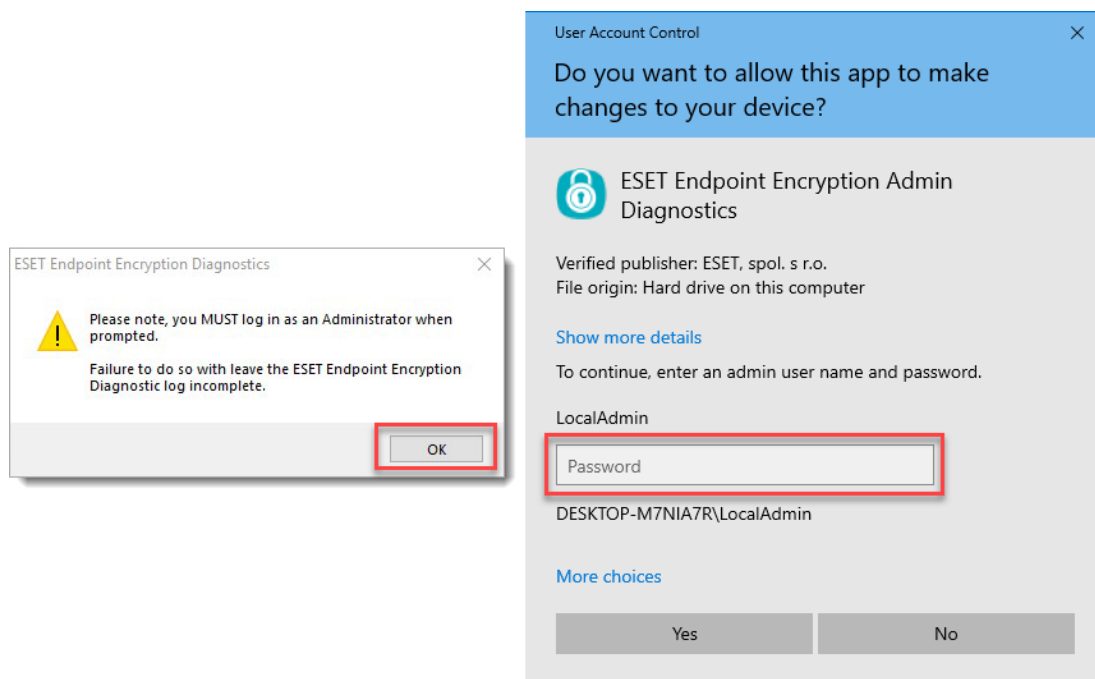 ESET Endpoint Encryption Diagnostics
Please note, you MUST log in as an Administrator when
prompted.
Failure to do so with leave the ESET Endpoint Encryption
Diagnostic log incomplete.
OK
User Account Control
Do you want to allow this app to make
changes to your device?
ESET Endpoint Encryption Admin
Diagnostics
Verified publisher: ESET, spol. s r.o.
File origin: Hard drive on this computer
Show more details
To continue, enter an admin user name and password.
LocalAdmin
Password
DESKTOP-M7NIA7R\LocalAdmin
More choices
Yes
No